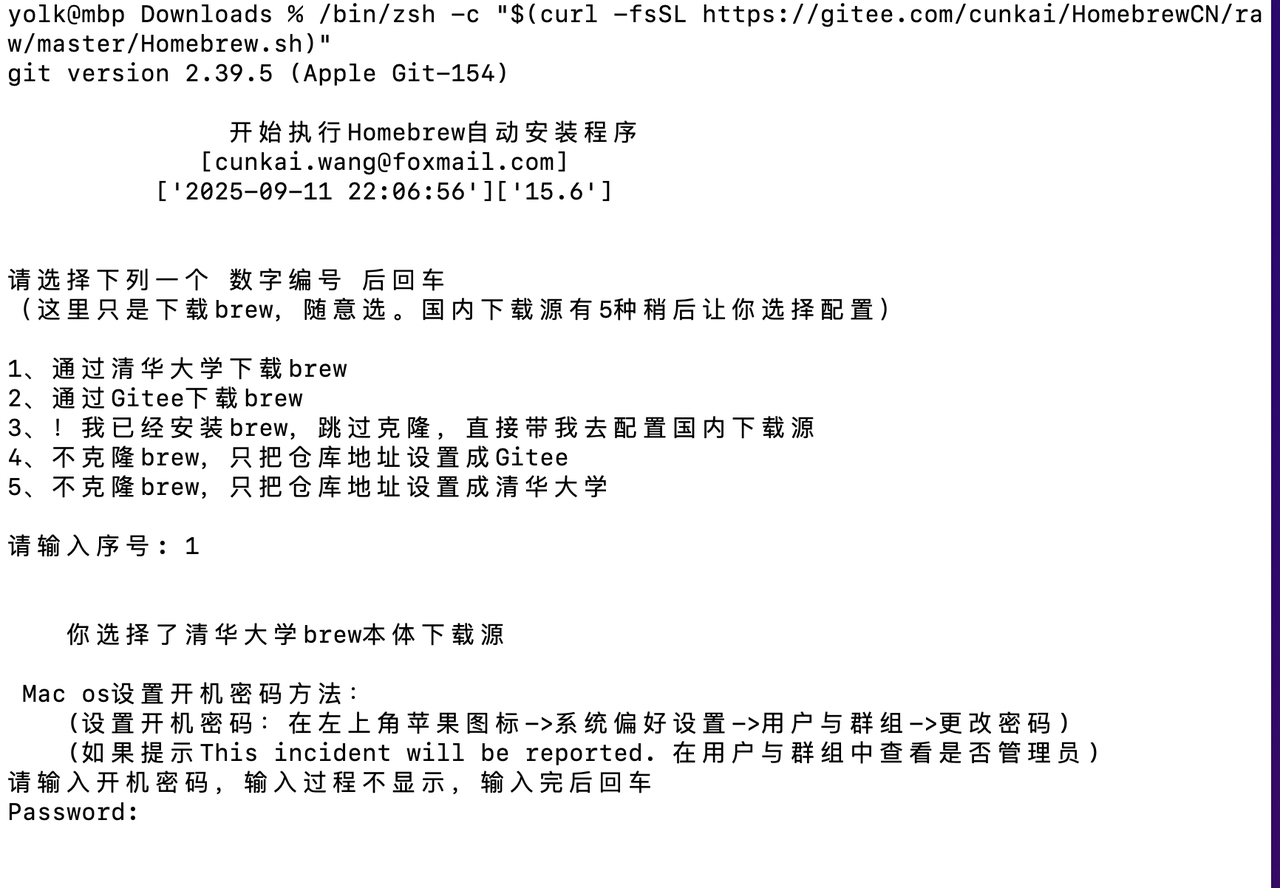 yolk@mbp Downloads % /bin/zsh -c "$(curl -fsSL https://gitee.com/cunkai/HomebrewCN/ra
w/master/Homebrew.sh)"
git version 2.39.5 (Apple Git-154)
开始执行Homebrew自动安装程序
[cunkai.wang@foxmail.com]
['2025-09-11 22:06:56']['15.6']
请选择下列一个 数字编号 后回车
（这里只是下载brew，随意选。国内下载源有5种稍后让你选择配置）
1、通过清华大学下载brew
2、通过Gitee下载brew
3、！我已经安装brew，跳过克隆，直接带我去配置国内下载源
4、不克隆brew，只把仓库地址设置成Gitee
5、不克隆brew，只把仓库地址设置成清华大学
请输入序号: 1
你选择了清华大学brew本体下载源
Mac os设置开机密码方法：
(设置开机密码：在左上角苹果图标->系统偏好设置->用户与群组->更改密码)
(如果提示This incident will be reported. 在用户与群组中查看是否管理员)
请输入开机密码，输入过程不显示，输入完后回车
Password: